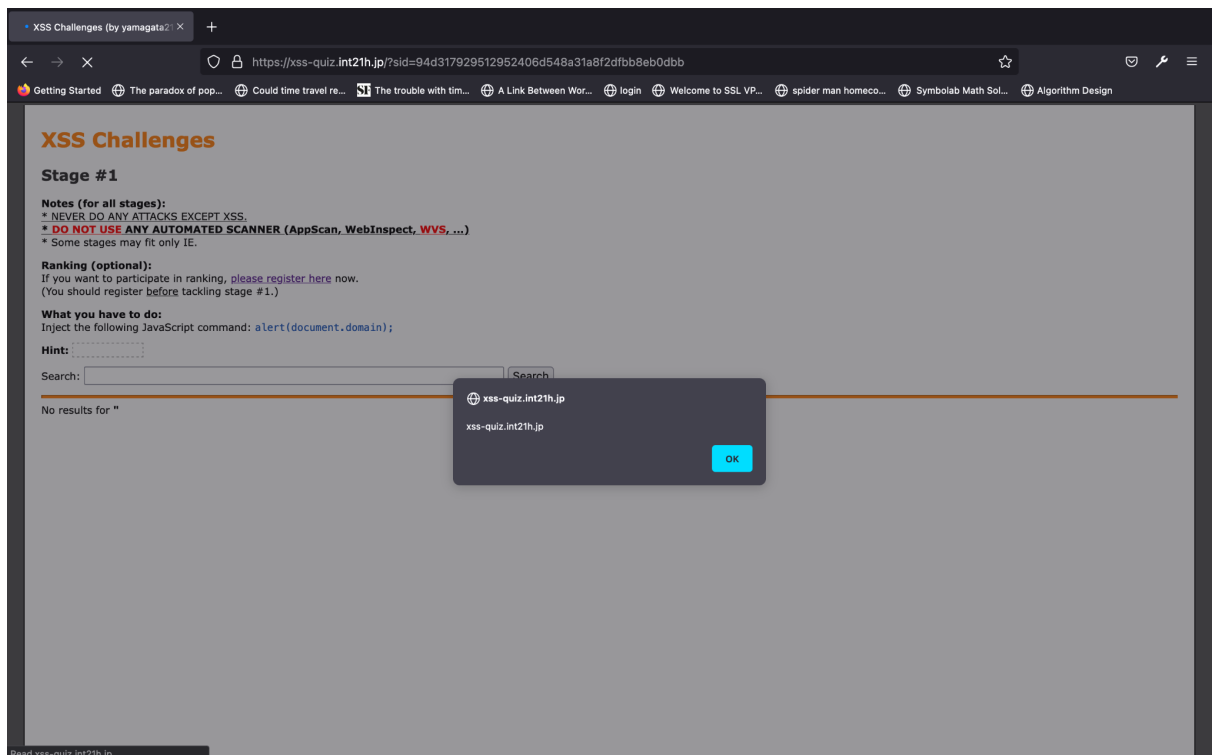 XSS Challenges (by yamagata21
https://xss-quiz.int21h.jp/?sid=94d317929512952406d548a31a8f2dfbb8eb0dbb
Getting Started The paradox of pop... Could time travel re... The trouble with tim... A Link Between Wor... login Welcome to SSL VP... spider man homeco... Symbolab Math Sol... Algorithm Design
XSS Challenges
Stage #1
Notes (for all stages):
* NEVER DO ANY ATTACKS EXCEPT XSS.
* DO NOT USE ANY AUTOMATED SCANNER (AppScan, WebInspect, WVS, ...)
* Some stages may fit only IE.
Ranking (optional):
If you want to participate in ranking, please register here now.
(You should register before tackling stage #1.)
What you have to do:
Inject the following JavaScript command: alert(document.domain);
Hint:
Search: Search
No results for "
xss-quiz.int21h.jp
xss-quiz.int21h.jp
OK
Read xss-quiz.int21h.jp